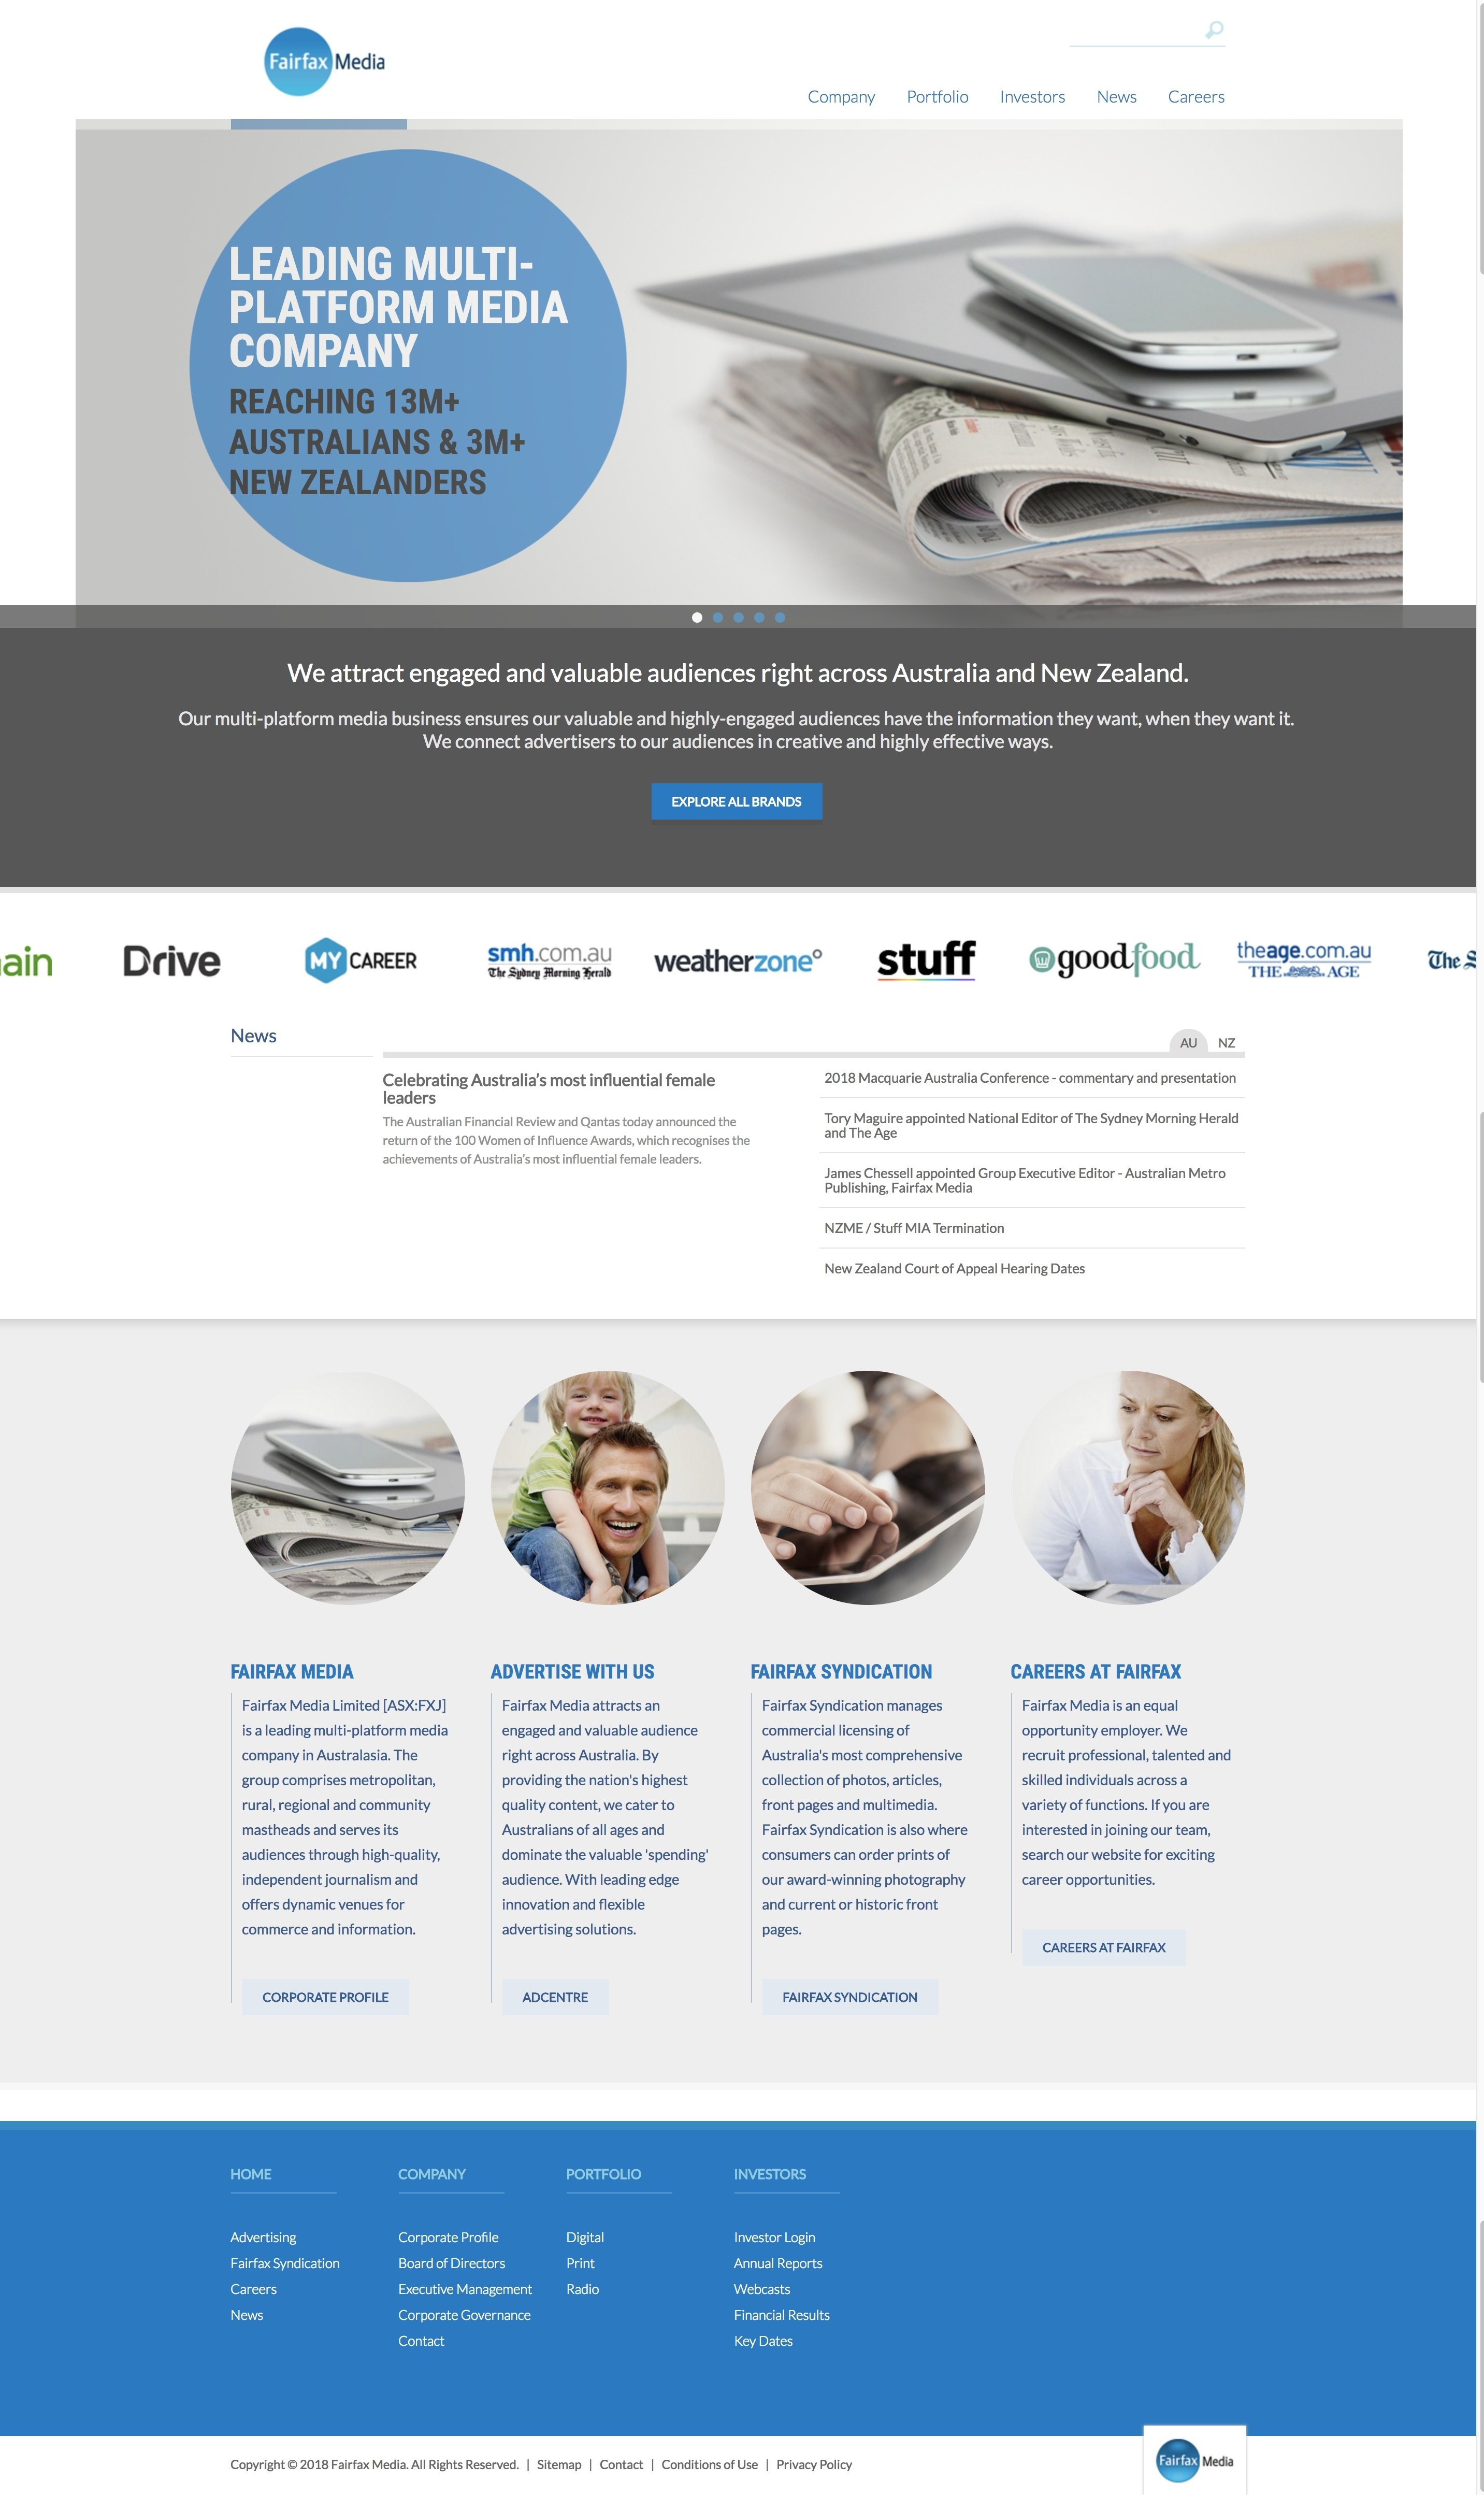 Fairfax Media
Company Portfolio Investors News Careers
LEADING MULTI-
PLATFORM MEDIA
COMPANY
REACHING 13M+
AUSTRALIANS & 3M+
NEW ZEALANDERS
We attract engaged and valuable audiences right across Australia and New Zealand.
Our multi-platform media business ensures our valuable and highly-engaged audiences have the information they want, when they want it.
We connect advertisers to our audiences in creative and highly effective ways.
EXPLORE ALL BRANDS
ain
Drive
MY CAREER
smh.com.au
The Sydney Morning Herald
weatherzone°
stuff
goodfood
theage.com.au
THE AGE
The S
News
AU NZ
Celebrating Australia's most influential female
leaders
The Australian Financial Review and Qantas today announced the
return of the 100 Women of Influence Awards, which recognises the
achievements of Australia's most influential female leaders.
2018 Macquarie Australia Conference - commentary and presentation
Tory Maguire appointed National Editor of The Sydney Morning Herald
and The Age
James Chessell appointed Group Executive Editor - Australian Metro
Publishing, Fairfax Media
NZME / Stuff MIA Termination
New Zealand Court of Appeal Hearing Dates
FAIRFAX MEDIA
Fairfax Media Limited [ASX:FXJ]
is a leading multi-platform media
company in Australasia. The
group comprises metropolitan,
rural, regional and community
mastheads and serves its
audiences through high-quality,
independent journalism and
offers dynamic venues for
commerce and information.
CORPORATE PROFILE
ADVERTISE WITH US
Fairfax Media attracts an
engaged and valuable audience
right across Australia. By
providing the nation's highest
quality content, we cater to
Australians of all ages and
dominate the valuable 'spending'
audience. With leading edge
innovation and flexible
advertising solutions.
ADCENTRE
FAIRFAX SYNDICATION
Fairfax Syndication manages
commercial licensing of
Australia's most comprehensive
collection of photos, articles,
front pages and multimedia.
Fairfax Syndication is also where
consumers can order prints of
our award-winning photography
and current or historic front
pages.
FAIRFAX SYNDICATION
CAREERS AT FAIRFAX
Fairfax Media is an equal
opportunity employer. We
recruit professional, talented and
skilled individuals across a
variety of functions. If you are
interested in joining our team,
search our website for exciting
career opportunities.
CAREERS AT FAIRFAX
HOME
Advertising
Fairfax Syndication
Careers
News
COMPANY
Corporate Profile
Board of Directors
Executive Management
Corporate Governance
Contact
PORTFOLIO
Digital
Print
Radio
INVESTORS
Investor Login
Annual Reports
Webcasts
Financial Results
Key Dates
Copyright © 2018 Fairfax Media. All Rights Reserved. | Sitemap | Contact | Conditions of Use | Privacy Policy
Fairfax Media